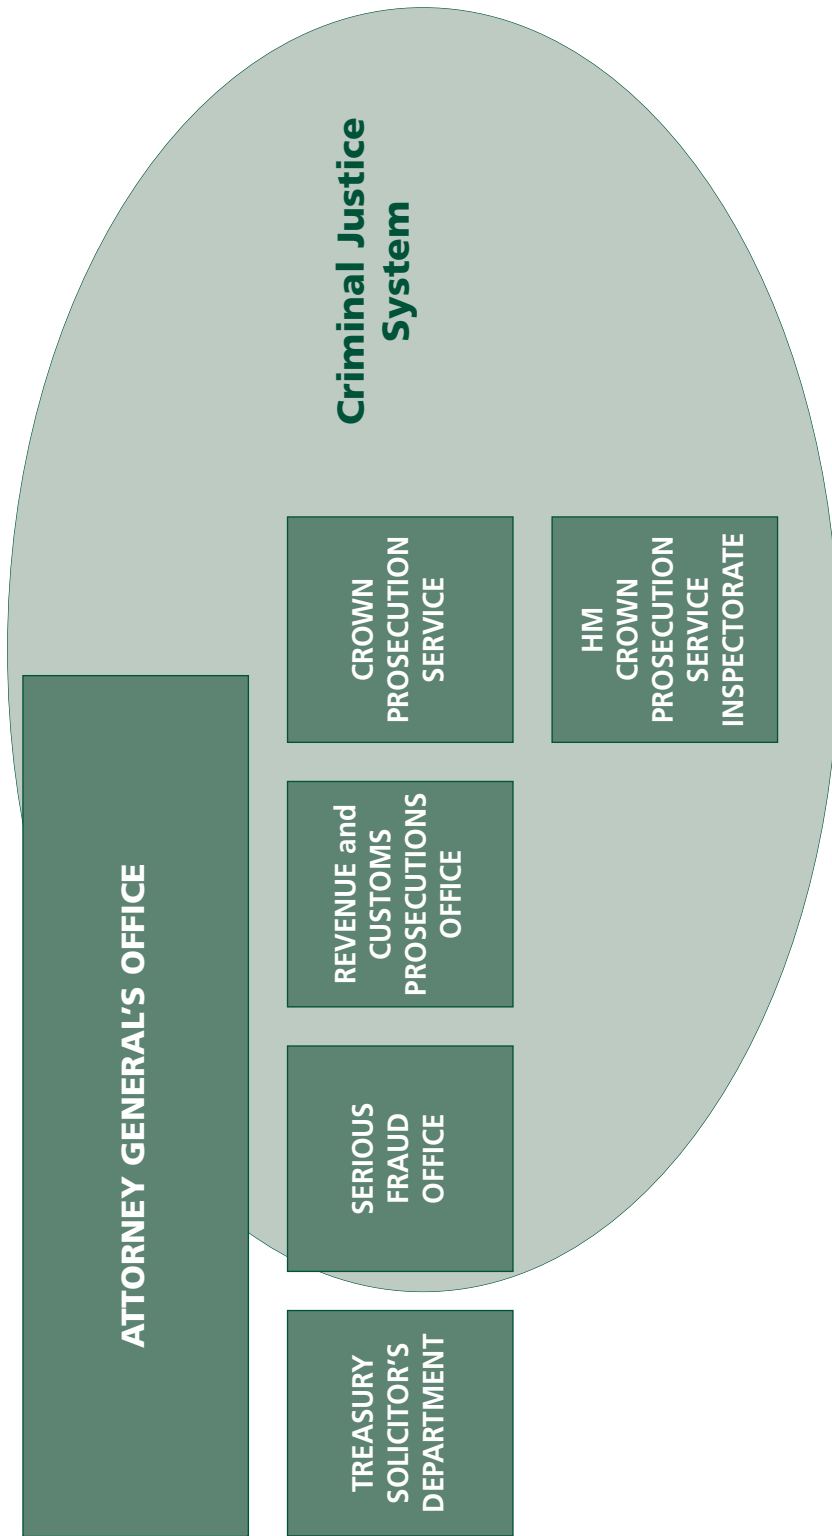 Criminal Justice
System
ATTORNEY GENERAL’S OFFICE
TREASURY
SOLICITOR’S
DEPARTMENT
SERIOUS
FRAUD
OFFICE
REVENUE and
CUSTOMS
PROSECUTIONS
OFFICE
CROWN
PROSECUTION
SERVICE
HM
CROWN
PROSECUTION
SERVICE
INSPECTORATE